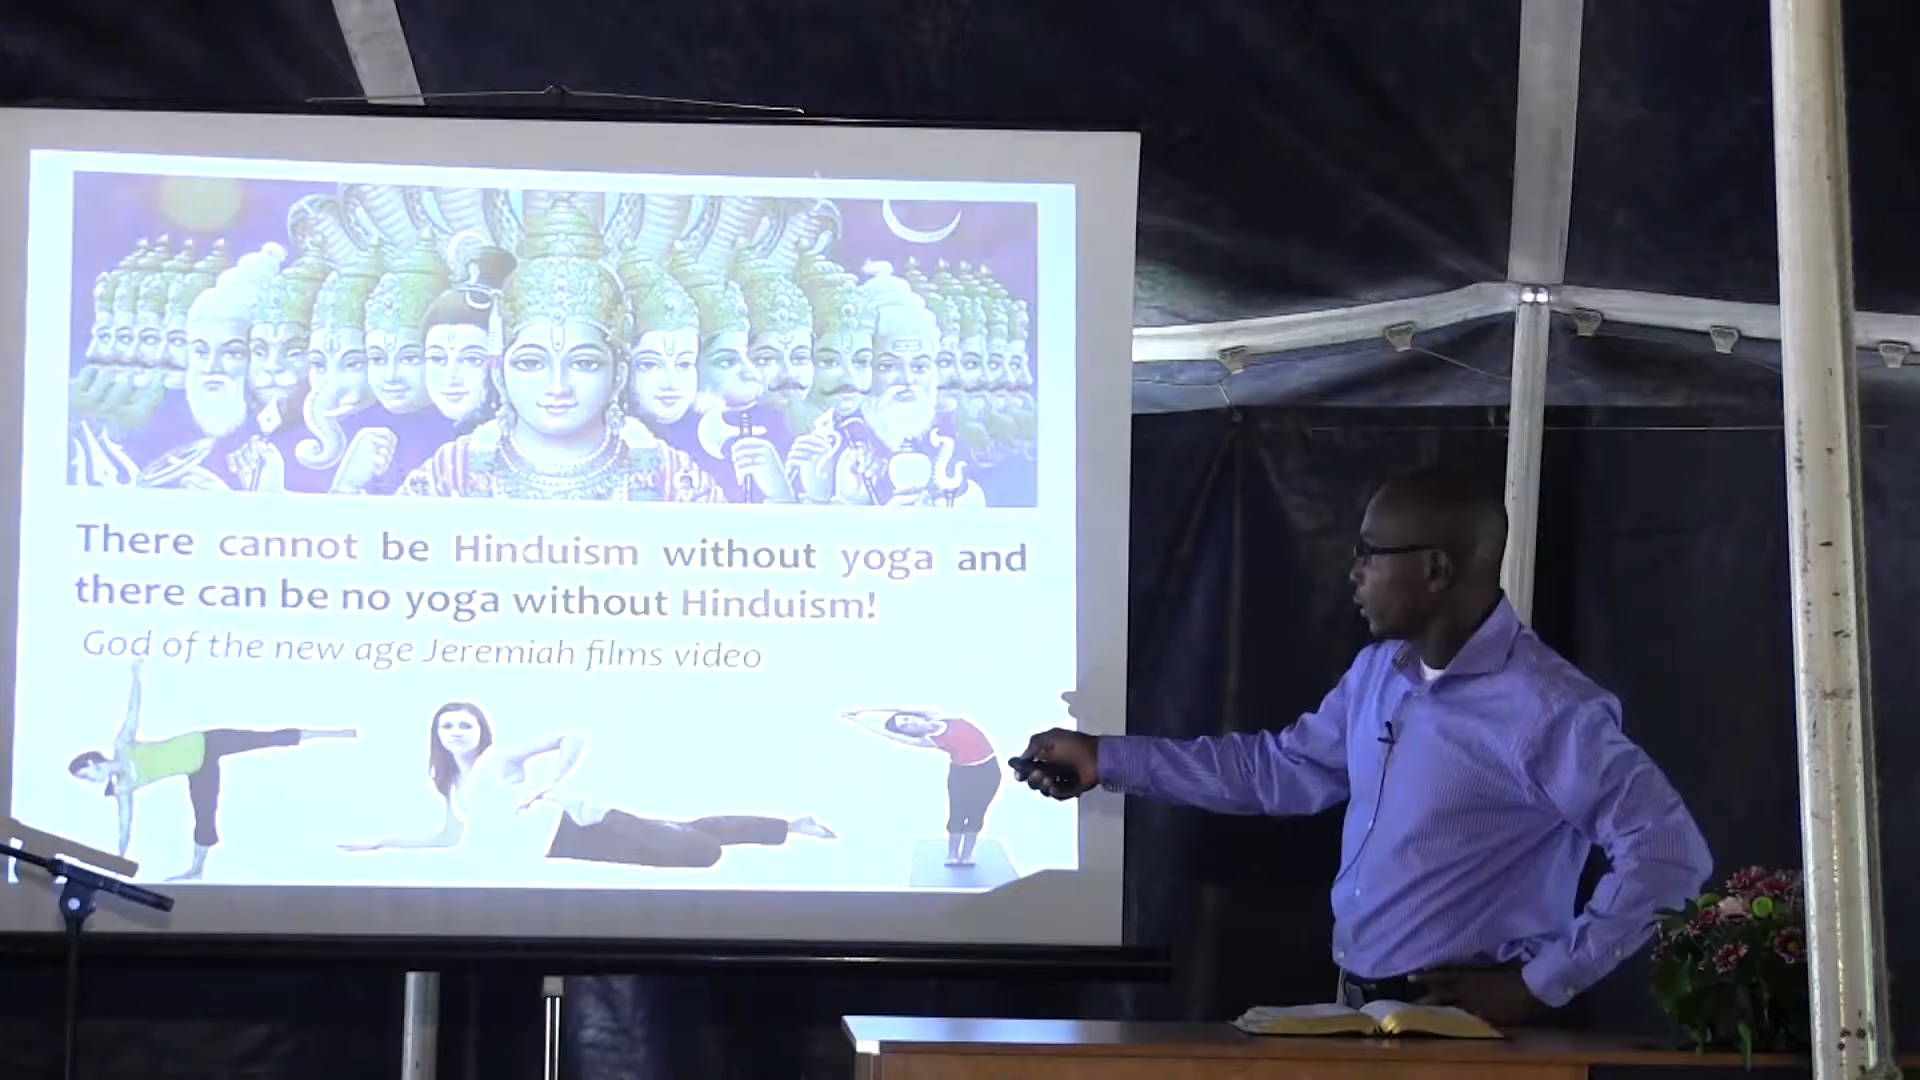 There cannot be Hinduism without yoga and
there can be no yoga without Hinduism!
God of the new age Jeremiah films video